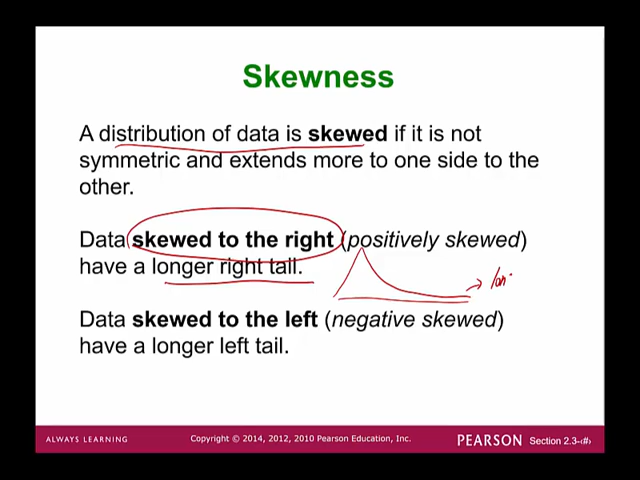 Skewness
A distribution of data is skewed if it is not
symmetric and extends more to one side to the
other.
Data skewed to the right (positively skewed)
have a longer right tail.
Data skewed to the left (negative skewed)
have a longer left tail.
ALWAYS LEARNING
Copyright © 2014, 2012, 2010 Pearson Education, Inc.
PEARSON
Section 2.3-‹#›